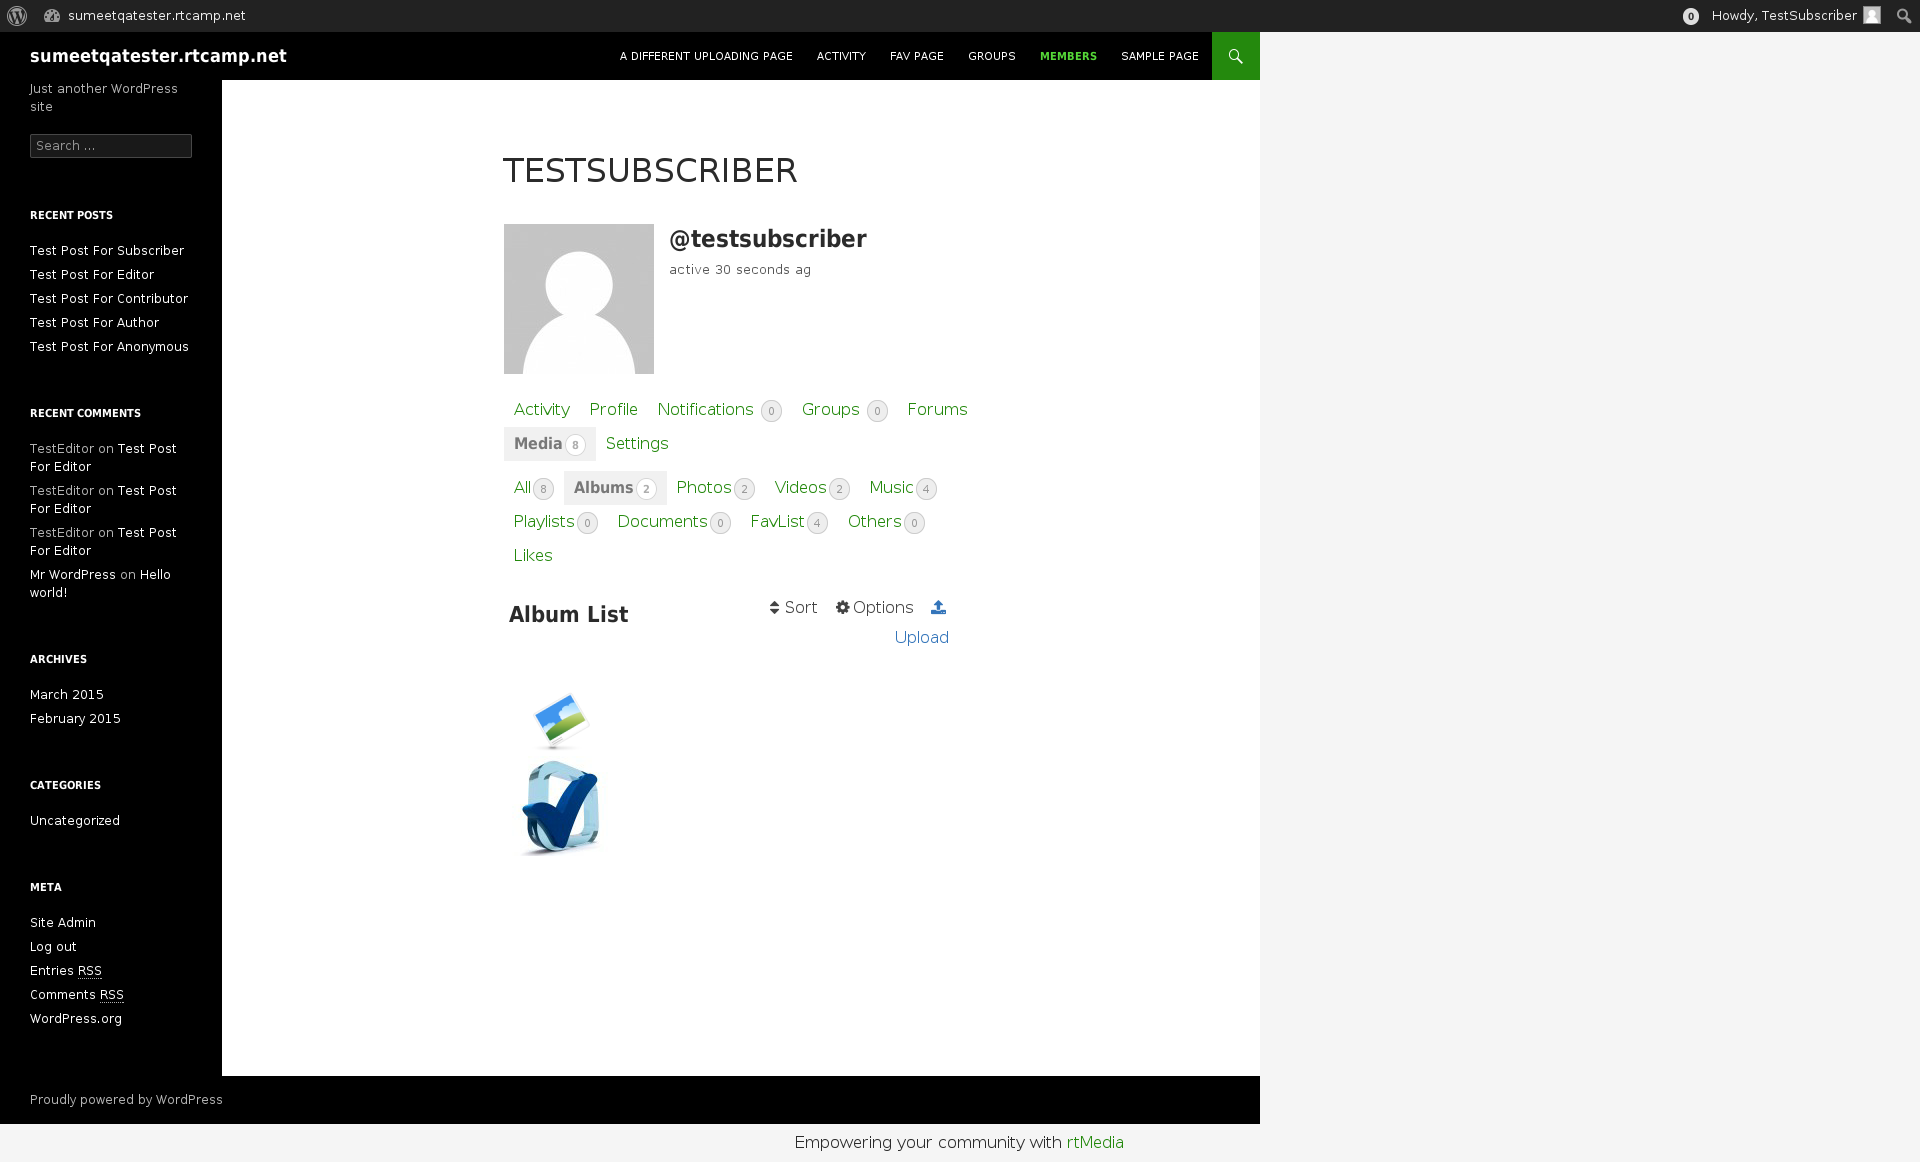 sumeetqatester.rtcamp.net
0 Howdy, TestSubscriber
sumeetqatester.rtcamp.net
A DIFFERENT UPLOADING PAGE ACTIVITY FAV PAGE GROUPS MEMBERS SAMPLE PAGE
Just another WordPress
site
Search ...
RECENT POSTS
Test Post For Subscriber
Test Post For Editor
Test Post For Contributor
Test Post For Author
Test Post For Anonymous
RECENT COMMENTS
TestEditor on Test Post
For Editor
TestEditor on Test Post
For Editor
TestEditor on Test Post
For Editor
Mr WordPress on Hello
world!
ARCHIVES
March 2015
February 2015
CATEGORIES
Uncategorized
META
Site Admin
Log out
Entries RSS
Comments RSS
WordPress.org
TESTSUBSCRIBER
@testsubscriber
active 30 seconds ag
Activity Profile Notifications 0 Groups 0 Forums
Media 8 Settings
All 8 Albums 2 Photos 2 Videos 2 Music 4
Playlists 0 Documents 0 FavList 4 Others 0
Likes
Album List
Sort Options
Upload
Proudly powered by WordPress
Empowering your community with rtMedia